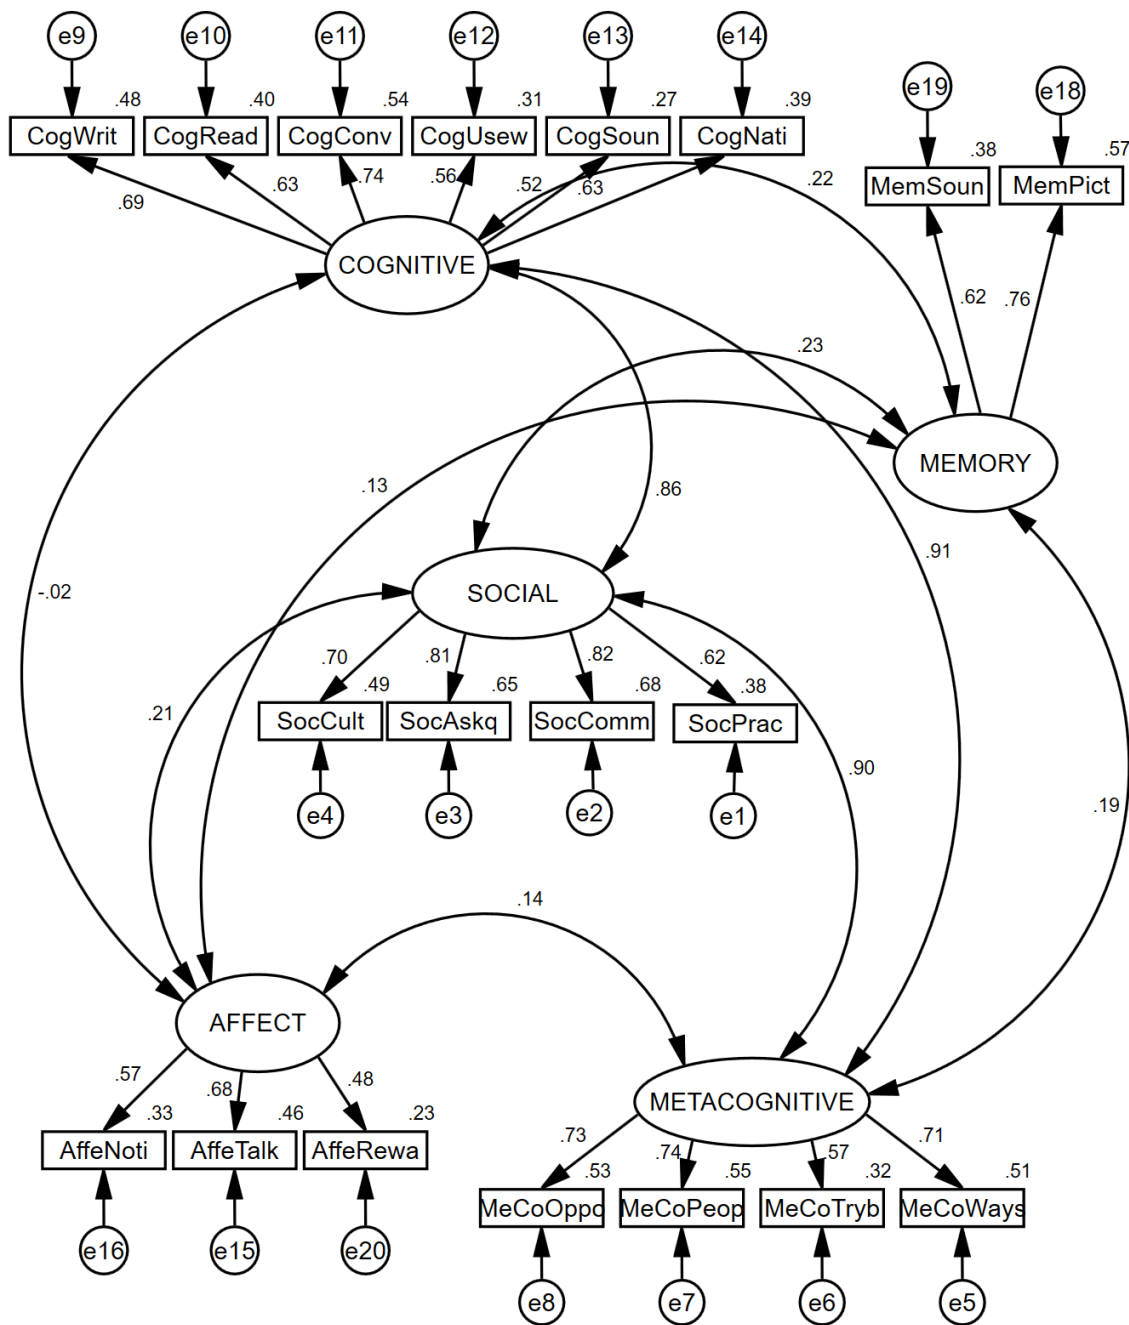 e9 e10 e11 e12 e13 e14
e19 e18
.48 .40 .54 .31 .27 .39
CogWrit CogRead CogConv CogUsew CogSoun CogNati
.38 .57
MemSoun MemPict
.69 .63 .74 .56 .52 .63 .22
COGNITIVE
.62 .76
.23
MEMORY
.13 .86
.91
-.02
SOCIAL
.70 .81 .82 .62
.49 .65 .68 .38
.21
SocCult SocAskq SocComm SocPrac
.90
e4 e3 e2 e1
.19
.14
AFFECT
.57 .68 .48
METACOGNITIVE
.33 .46 .23
AffeNoti AffeTalk AffeRewa
.73 .74 .57 .71
.53 .55 .32 .51
MeCoOppo MeCoPeop MeCoTryb MeCoWays
e16 e15 e20
e8 e7 e6 e5